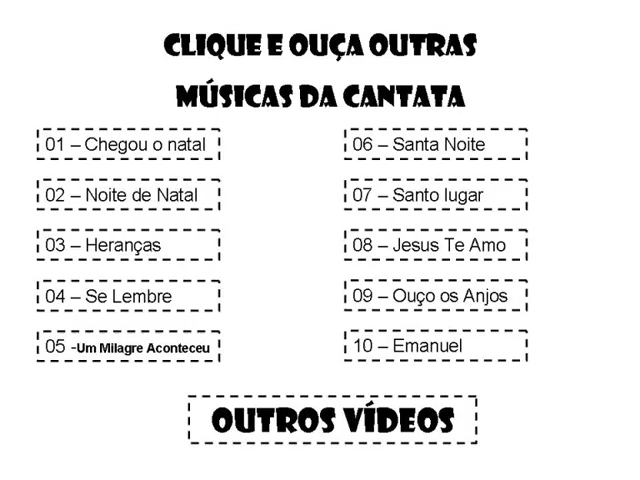 CLIQUE E OUÇA OUTRAS
MÚSICAS DA CANTATA
01 – Chegou o natal
02 – Noite de Natal
03 – Heranças
04 – Se Lembre
05 -Um Milagre Aconteceu
06 – Santa Noite
07 – Santo lugar
08 – Jesus Te Amo
09 – Ouço os Anjos
10 – Emanuel
OUTROS VÍDEOS